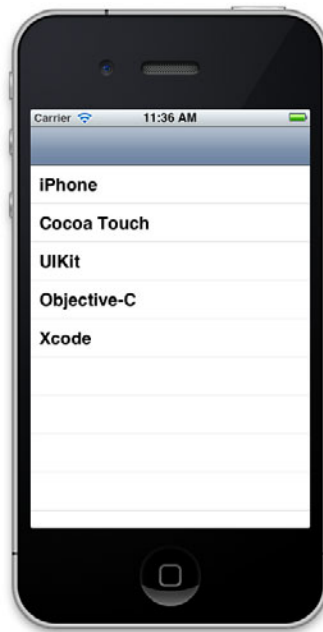 Carrier 11:36 AM
iPhone
Cocoa Touch
UIKit
Objective-C
Xcode